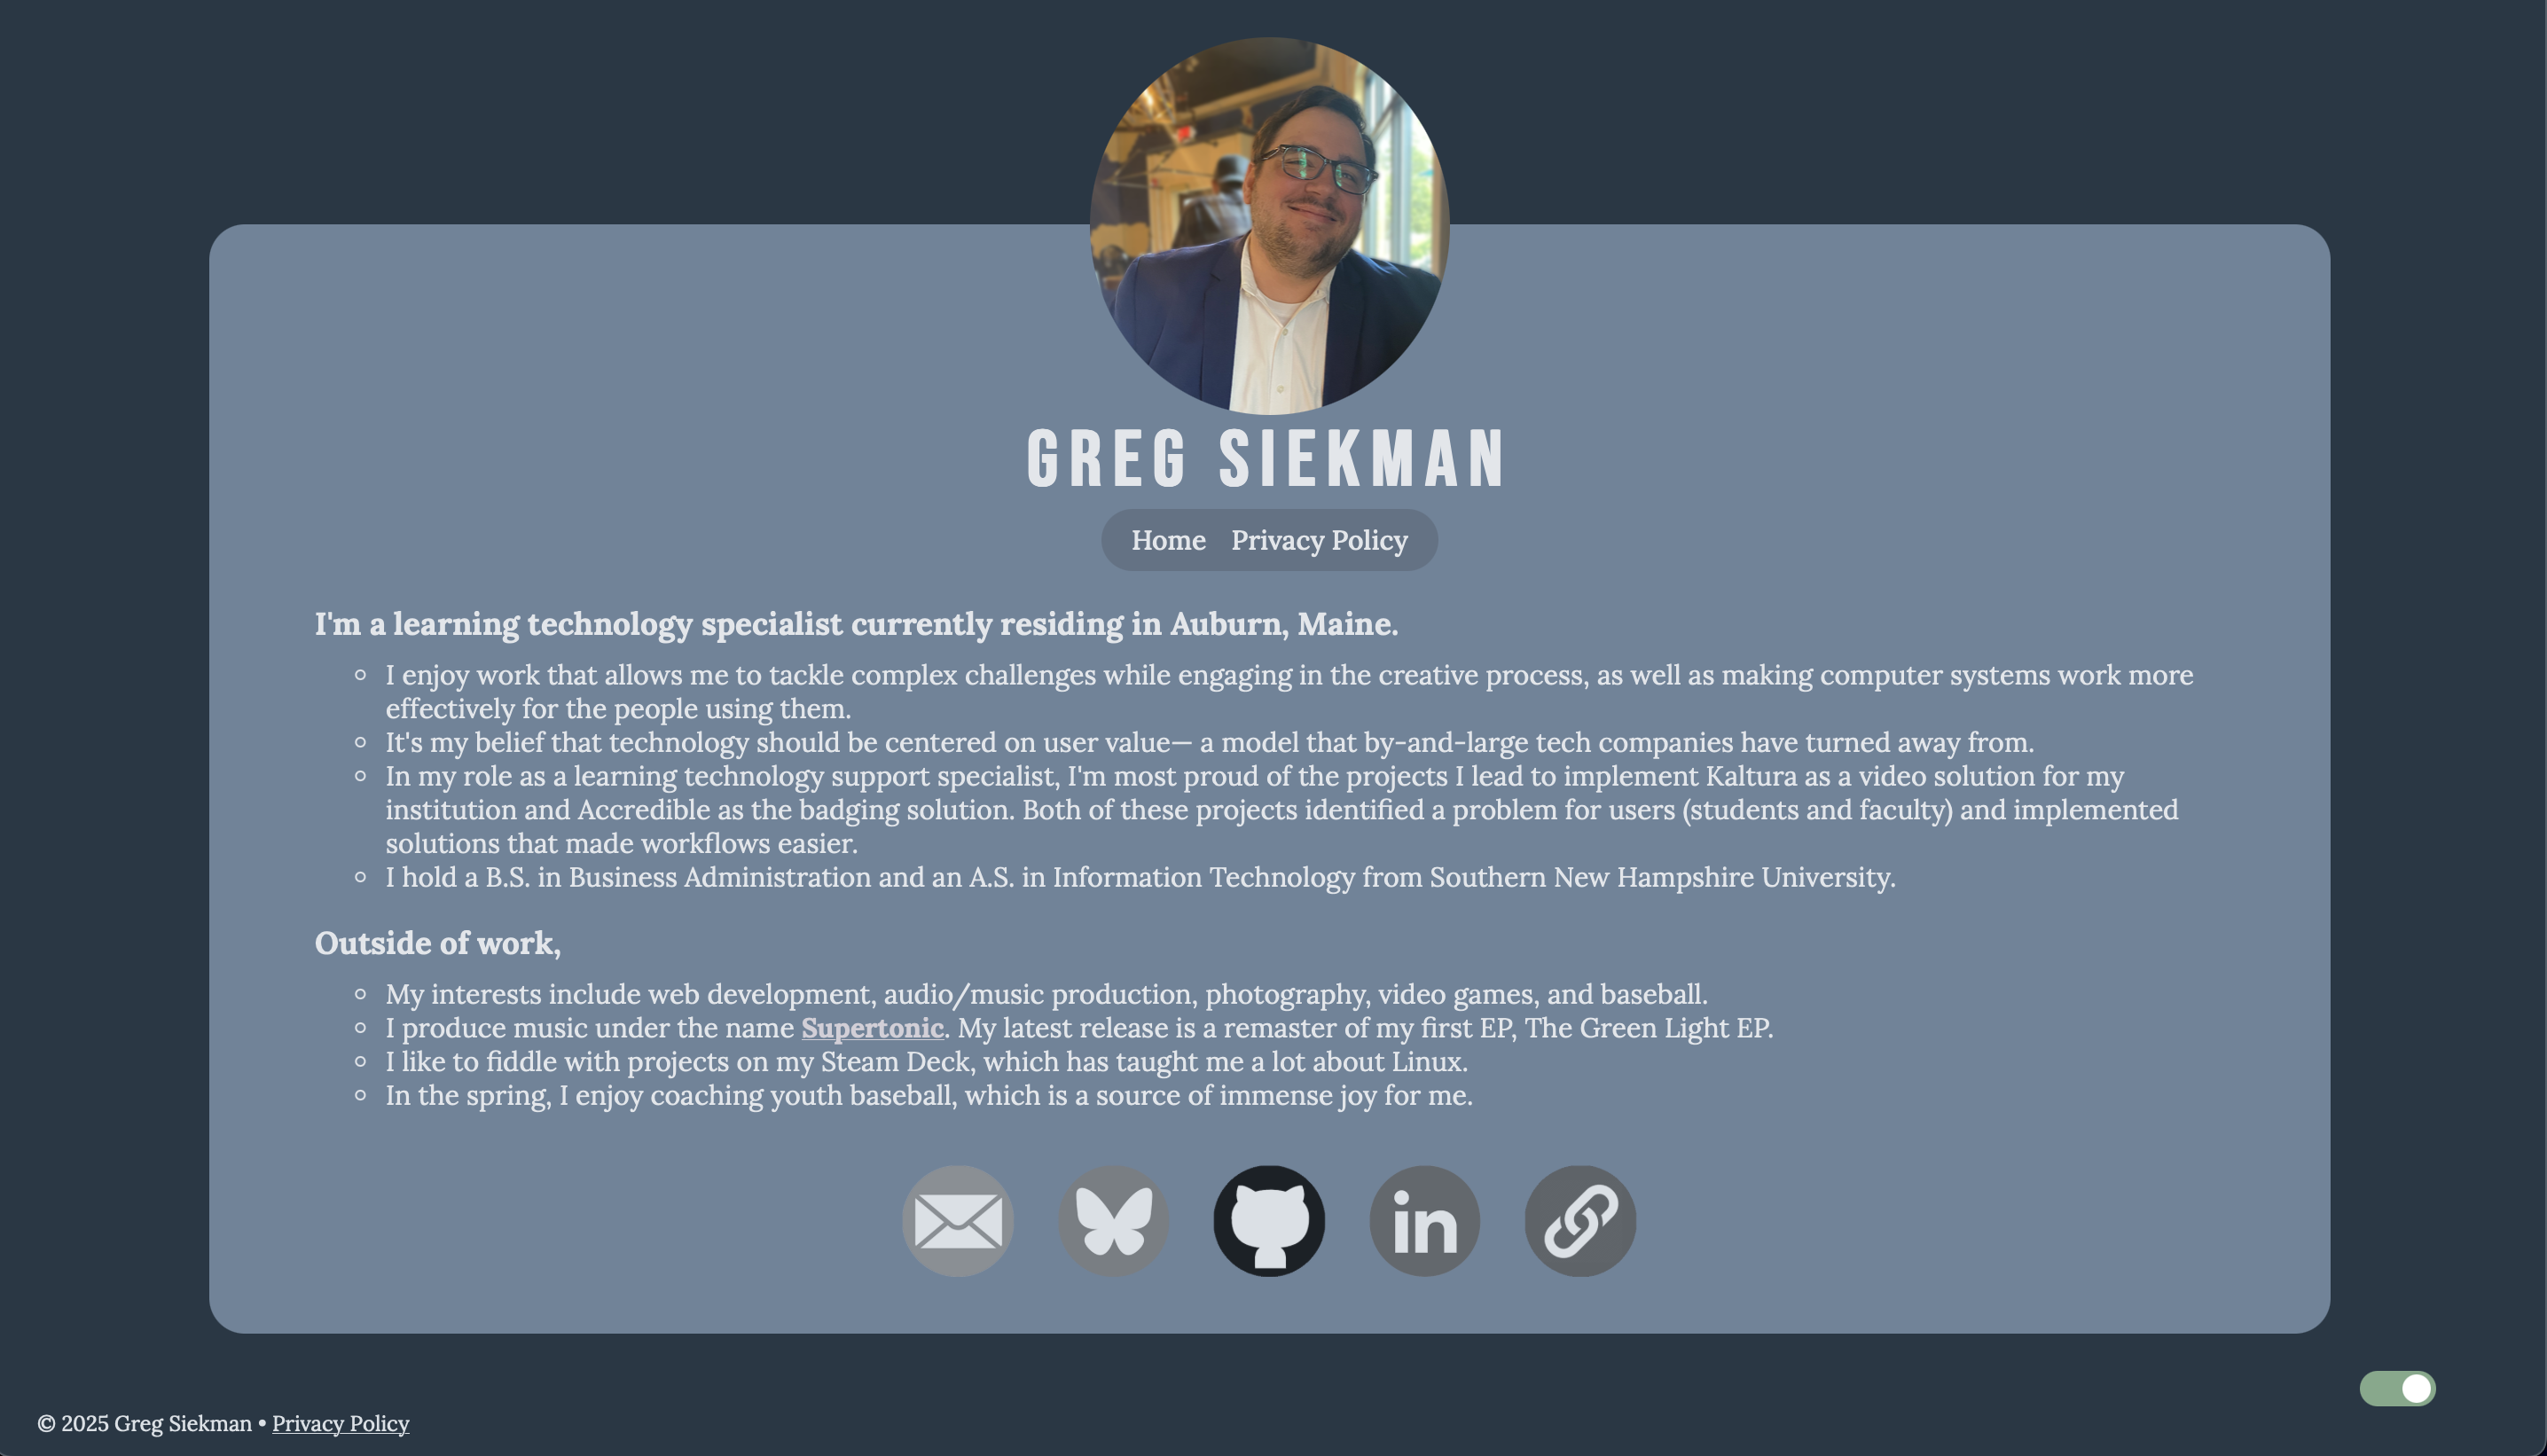 GREG SIEKMAN
Home Privacy Policy
I'm a learning technology specialist currently residing in Auburn, Maine.
I enjoy work that allows me to tackle complex challenges while engaging in the creative process, as well as making computer systems work more
effectively for the people using them.
It's my belief that technology should be centered on user value— a model that by-and-large tech companies have turned away from.
In my role as a learning technology support specialist, I'm most proud of the projects I lead to implement Kaltura as a video solution for my
institution and Accredible as the badging solution. Both of these projects identified a problem for users (students and faculty) and implemented
solutions that made workflows easier.
I hold a B.S. in Business Administration and an A.S. in Information Technology from Southern New Hampshire University.
Outside of work,
My interests include web development, audio/music production, photography, video games, and baseball.
I produce music under the name Supertonic. My latest release is a remaster of my first EP, The Green Light EP.
I like to fiddle with projects on my Steam Deck, which has taught me a lot about Linux.
In the spring, I enjoy coaching youth baseball, which is a source of immense joy for me.
in
© 2025 Greg Siekman • Privacy Policy